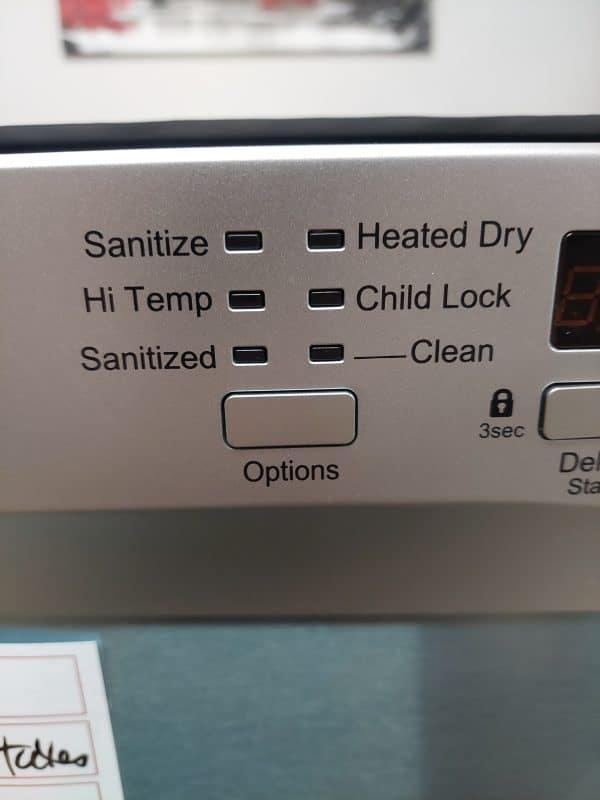 Sanitize
Heated Dry
Hi Temp
Child Lock
Sanitized
Clean
3sec
Options